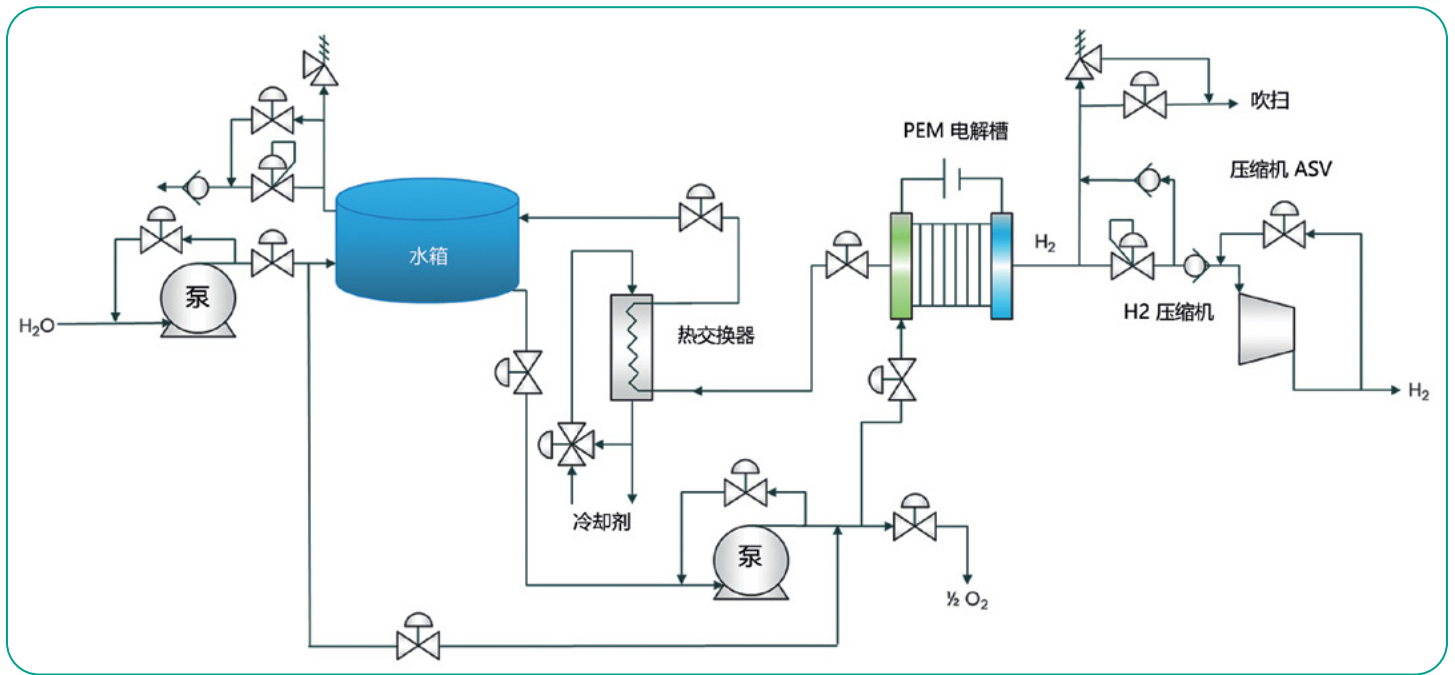 吹扫
PEM 电解槽
压缩机 ASV
水箱
H₂
泵
H₂O
H2 压缩机
热交换器
H₂
冷却剂
泵
½ O₂